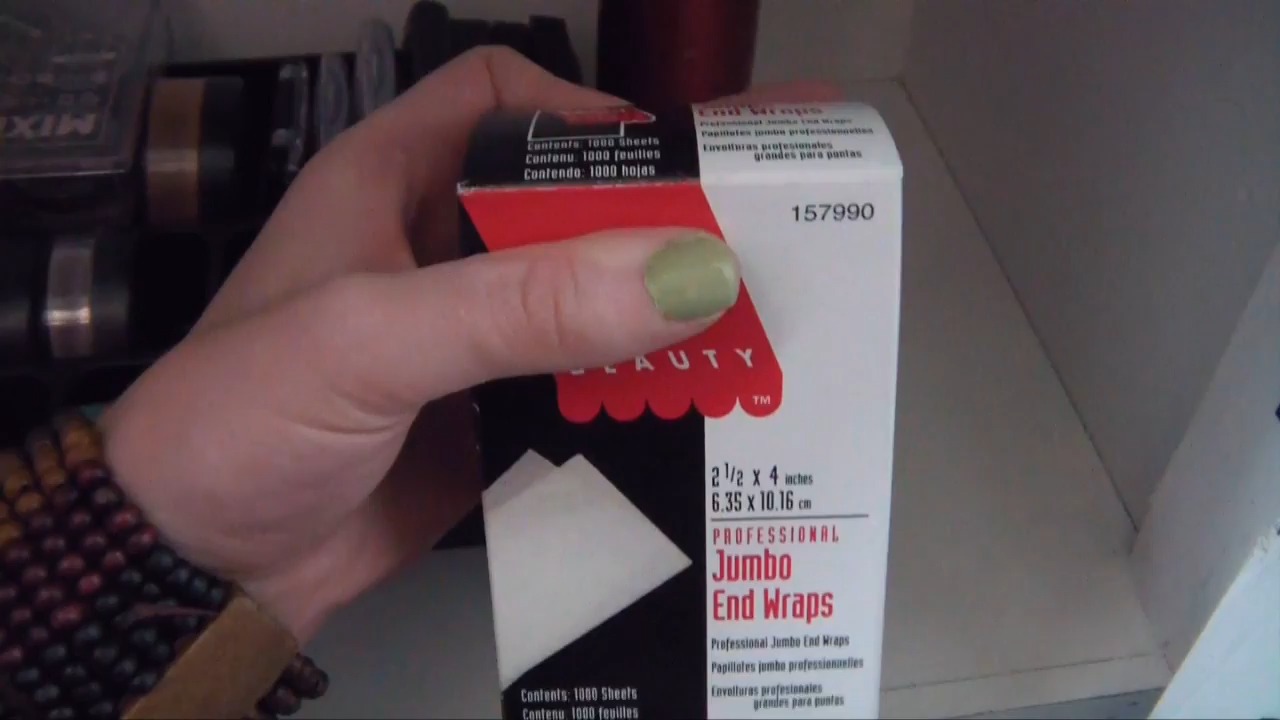 MIXI
Contents: 1000 Sheets
Contenu: 1000 feuilles
Contendo: 1000 hojas
End Wraps
Professional Jumbo End Wraps
Papillotes jumbo professionnelles
Envolturas profesionales
grandes para puntas
157990
BEAUTY
TM
2 1/2 x 4 inches
6.35 x 10.16 cm
PROFESSIONAL
Jumbo
End Wraps
Professional Jumbo End Wraps
Papillotes jumbo professionnelles
Envolturas profesionales
grandes para puntas
Contents: 1000 Sheets
Contenu: 1000 feuilles